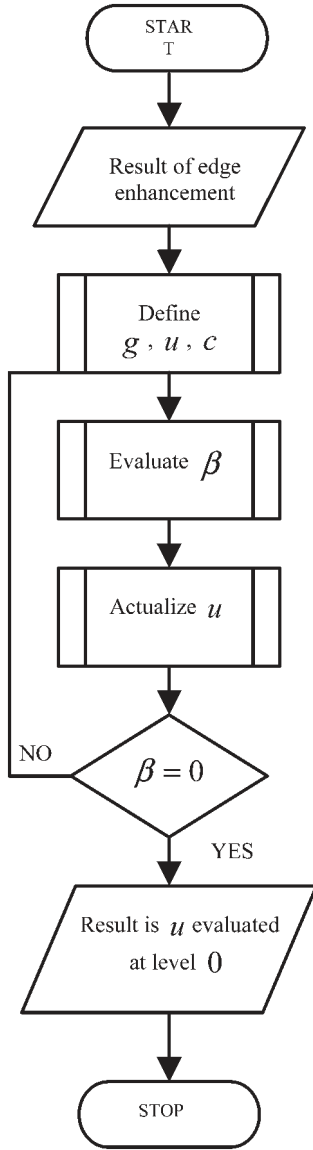 STAR
T
Result of edge
enhancement
Define
g , u , c
Evaluate β
Actualize u
NO
β = 0
YES
Result is u evaluated
at level 0
STOP